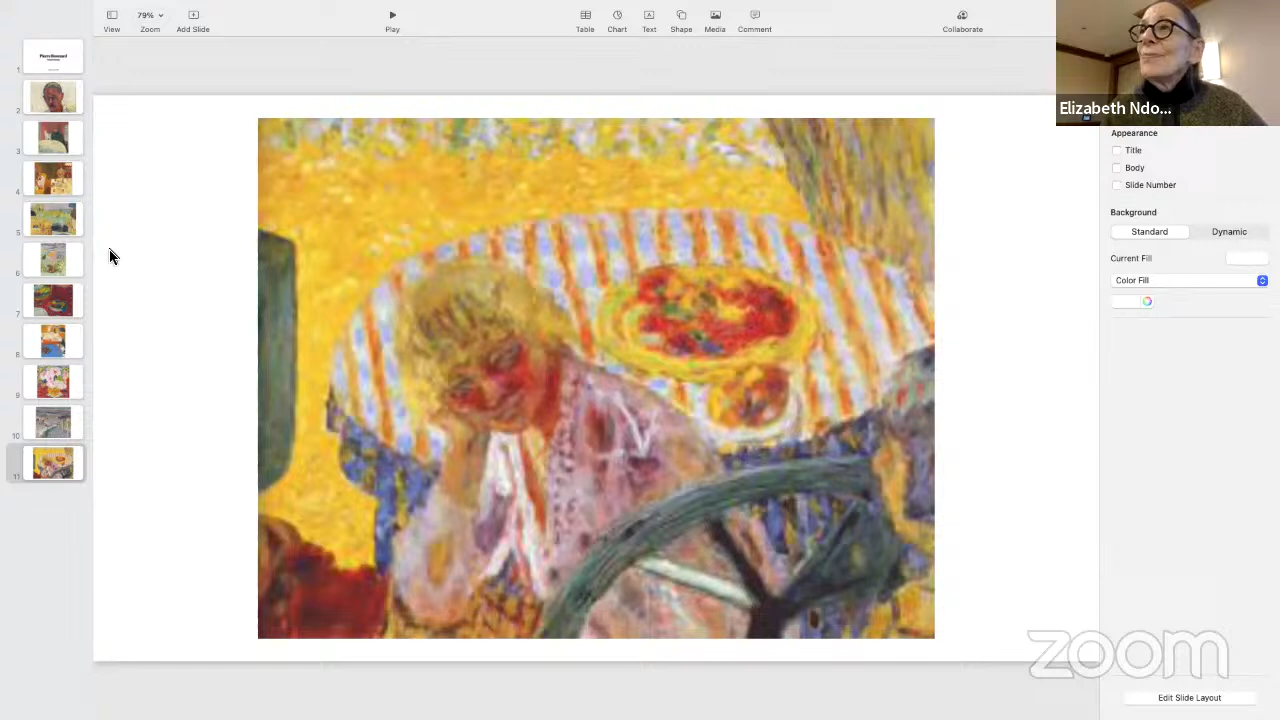 79%
View
Zoom
Add Slide
Play
Table
Chart
Text
Shape
Media
Comment
Collaborate
Elizabeth Ndo...
1
2
3
4
5
6
7
8
9
10
11
Appearance
Title
Body
Slide Number
Background
Standard
Dynamic
Current Fill
Color Fill
zoom
Edit Slide Layout